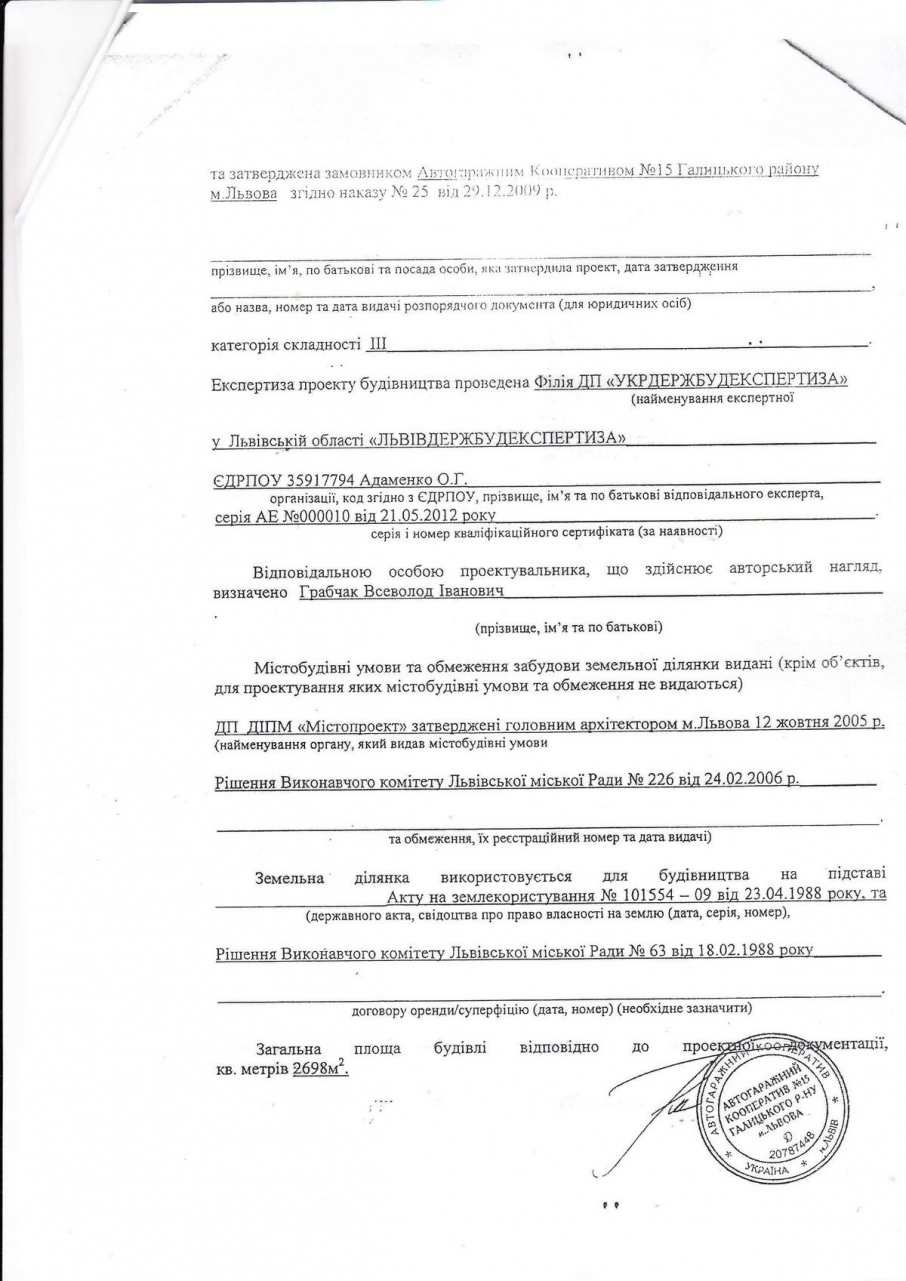 та затверджена замовником Автогаражним Кооперативом №15 Галицького району
м.Львова згідно наказу № 25 від 29.12.2009 р.
прізвище, ім’я, по батькові та посада особи, яка затвердила проект, дата затвердження
,
або назва, номер та дата видачі розпорядчого документа (для юридичних осіб)
категорія складності III .
Експертиза проекту будівництва проведена Філія ДП «УКРДЕРЖБУДЕКСПЕРТИЗА»
(найменування експертної
у Львівській області «ЛЬВІВДЕРЖБУДЕКСПЕРТИЗА»
ЄДРПОУ 35917794 Адаменко О.Г.
організації, код згідно з ЄДРПОУ, прізвище, ім’я та по батькові відповідального експерта,
серія АЕ №000010 від 21.05.2012 року .
серія і номер кваліфікаційного сертифіката (за наявності)
Відповідальною особою проектувальника, що здійснює авторський нагляд,
визначено Грабчак Всеволод Іванович
.
(прізвище, ім’я та по батькові)
Містобудівні умови та обмеження забудови земельної ділянки видані (крім об’єктів,
для проектування яких містобудівні умови та обмеження не видаються)
ДП ДІПМ «Містопроект» затверджені головним архітектором м.Львова 12 жовтня 2005 р.
(найменування органу, який видав містобудівні умови
Рішення Виконавчого комітету Львівської міської Ради № 226 від 24.02.2006 р.
.
та обмеження, їх реєстраційний номер та дата видачі)
Земельна ділянка використовується для будівництва на підставі
Акту на землекористування № 101554 – 09 від 23.04.1988 року, та
(державного акта, свідоцтва про право власності на землю (дата, серія, номер),
Рішення Виконавчого комітету Львівської міської Ради № 63 від 18.02.1988 року
.
договору оренди/суперфіцію (дата, номер) (необхідне зазначити)
Загальна площа будівлі відповідно до проектної документації,
кв. метрів 2698м².
АВТОГАРАЖНИЙ КООПЕРАТИВ * м.ЛЬВІВ * УКРАЇНА *
АВТОГАРАЖНИЙ
КООПЕРАТИВ №15
ГАЛИЦЬКОГО Р-НУ
м.ЛЬВОВА
20787448